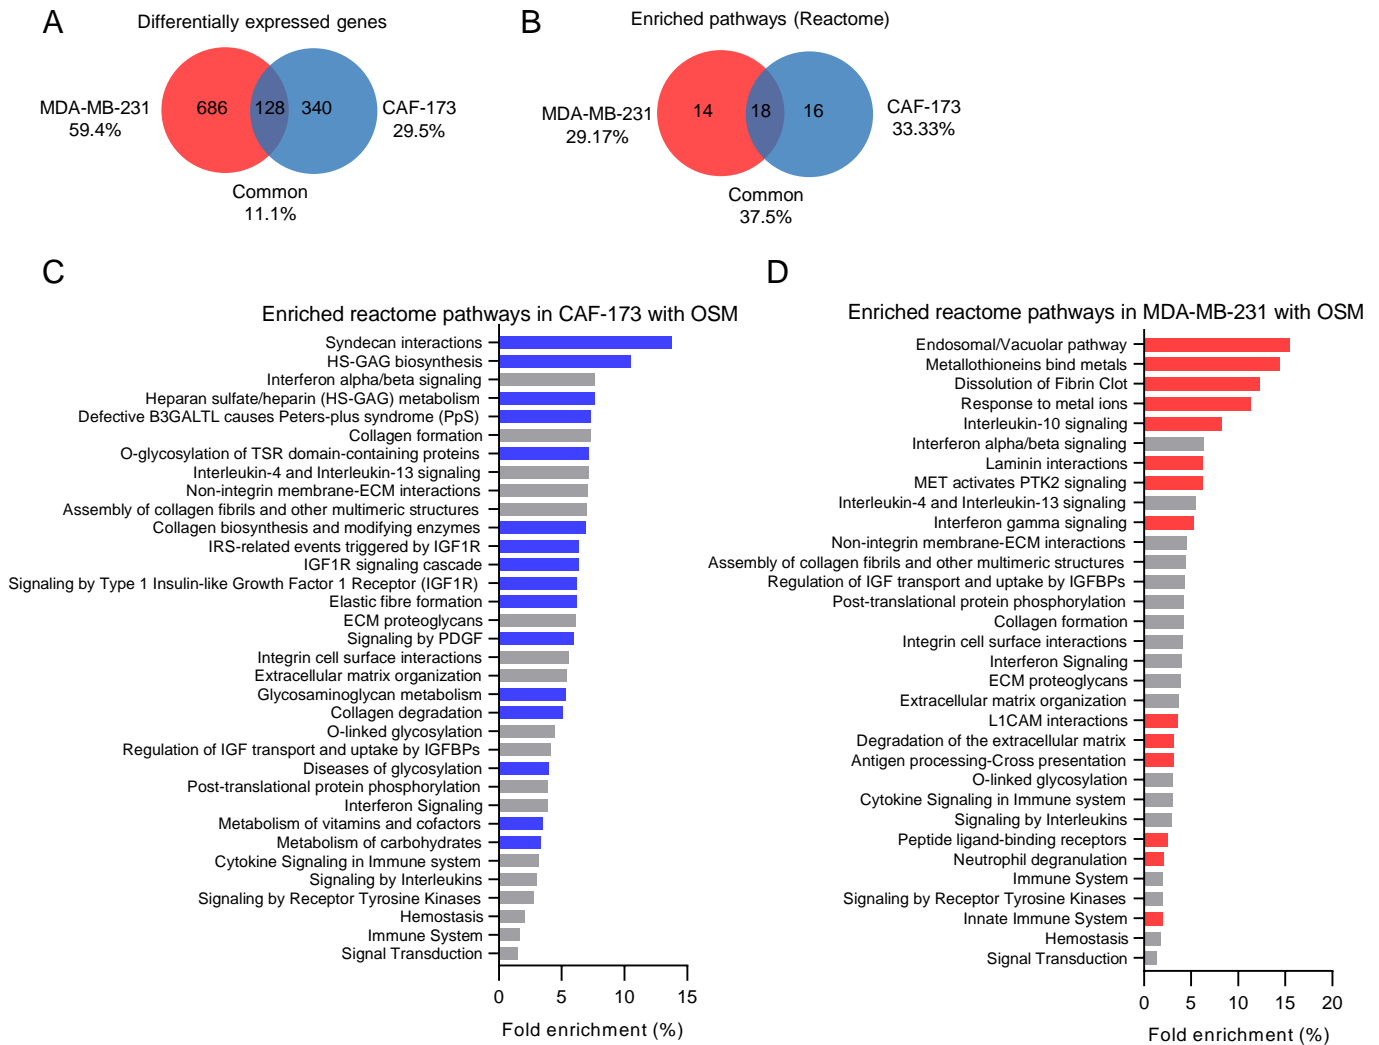 A
Differentially expressed genes
MDA-MB-231
59.4%
686
128
340
CAF-173
29.5%
Common
11.1%
B
Enriched pathways (Reactome)
MDA-MB-231
29.17%
14
18
16
CAF-173
33.33%
Common
37.5%
C
Enriched reactome pathways in CAF-173 with OSM
Syndecan interactions
HS-GAG biosynthesis
Interferon alpha/beta signaling
Heparan sulfate/heparin (HS-GAG) metabolism
Defective B3GALTL causes Peters-plus syndrome (PpS)
Collagen formation
O-glycosylation of TSR domain-containing proteins
Interleukin-4 and Interleukin-13 signaling
Non-integrin membrane-ECM interactions
Assembly of collagen fibrils and other multimeric structures
Collagen biosynthesis and modifying enzymes
IRS-related events triggered by IGF1R
IGF1R signaling cascade
Signaling by Type 1 Insulin-like Growth Factor 1 Receptor (IGF1R)
Elastic fibre formation
ECM proteoglycans
Signaling by PDGF
Integrin cell surface interactions
Extracellular matrix organization
Glycosaminoglycan metabolism
Collagen degradation
O-linked glycosylation
Regulation of IGF transport and uptake by IGFBPs
Diseases of glycosylation
Post-translational protein phosphorylation
Interferon Signaling
Metabolism of vitamins and cofactors
Metabolism of carbohydrates
Cytokine Signaling in Immune system
Signaling by Interleukins
Signaling by Receptor Tyrosine Kinases
Hemostasis
Immune System
Signal Transduction
0 5 10 15
Fold enrichment (%)
D
Enriched reactome pathways in MDA-MB-231 with OSM
Endosomal/Vacuolar pathway
Metallothioneins bind metals
Dissolution of Fibrin Clot
Response to metal ions
Interleukin-10 signaling
Interferon alpha/beta signaling
Laminin interactions
MET activates PTK2 signaling
Interleukin-4 and Interleukin-13 signaling
Interferon gamma signaling
Non-integrin membrane-ECM interactions
Assembly of collagen fibrils and other multimeric structures
Regulation of IGF transport and uptake by IGFBPs
Post-translational protein phosphorylation
Collagen formation
Integrin cell surface interactions
Interferon Signaling
ECM proteoglycans
Extracellular matrix organization
L1CAM interactions
Degradation of the extracellular matrix
Antigen processing-Cross presentation
O-linked glycosylation
Cytokine Signaling in Immune system
Signaling by Interleukins
Peptide ligand-binding receptors
Neutrophil degranulation
Immune System
Signaling by Receptor Tyrosine Kinases
Innate Immune System
Hemostasis
Signal Transduction
0 5 10 15 20
Fold enrichment (%)